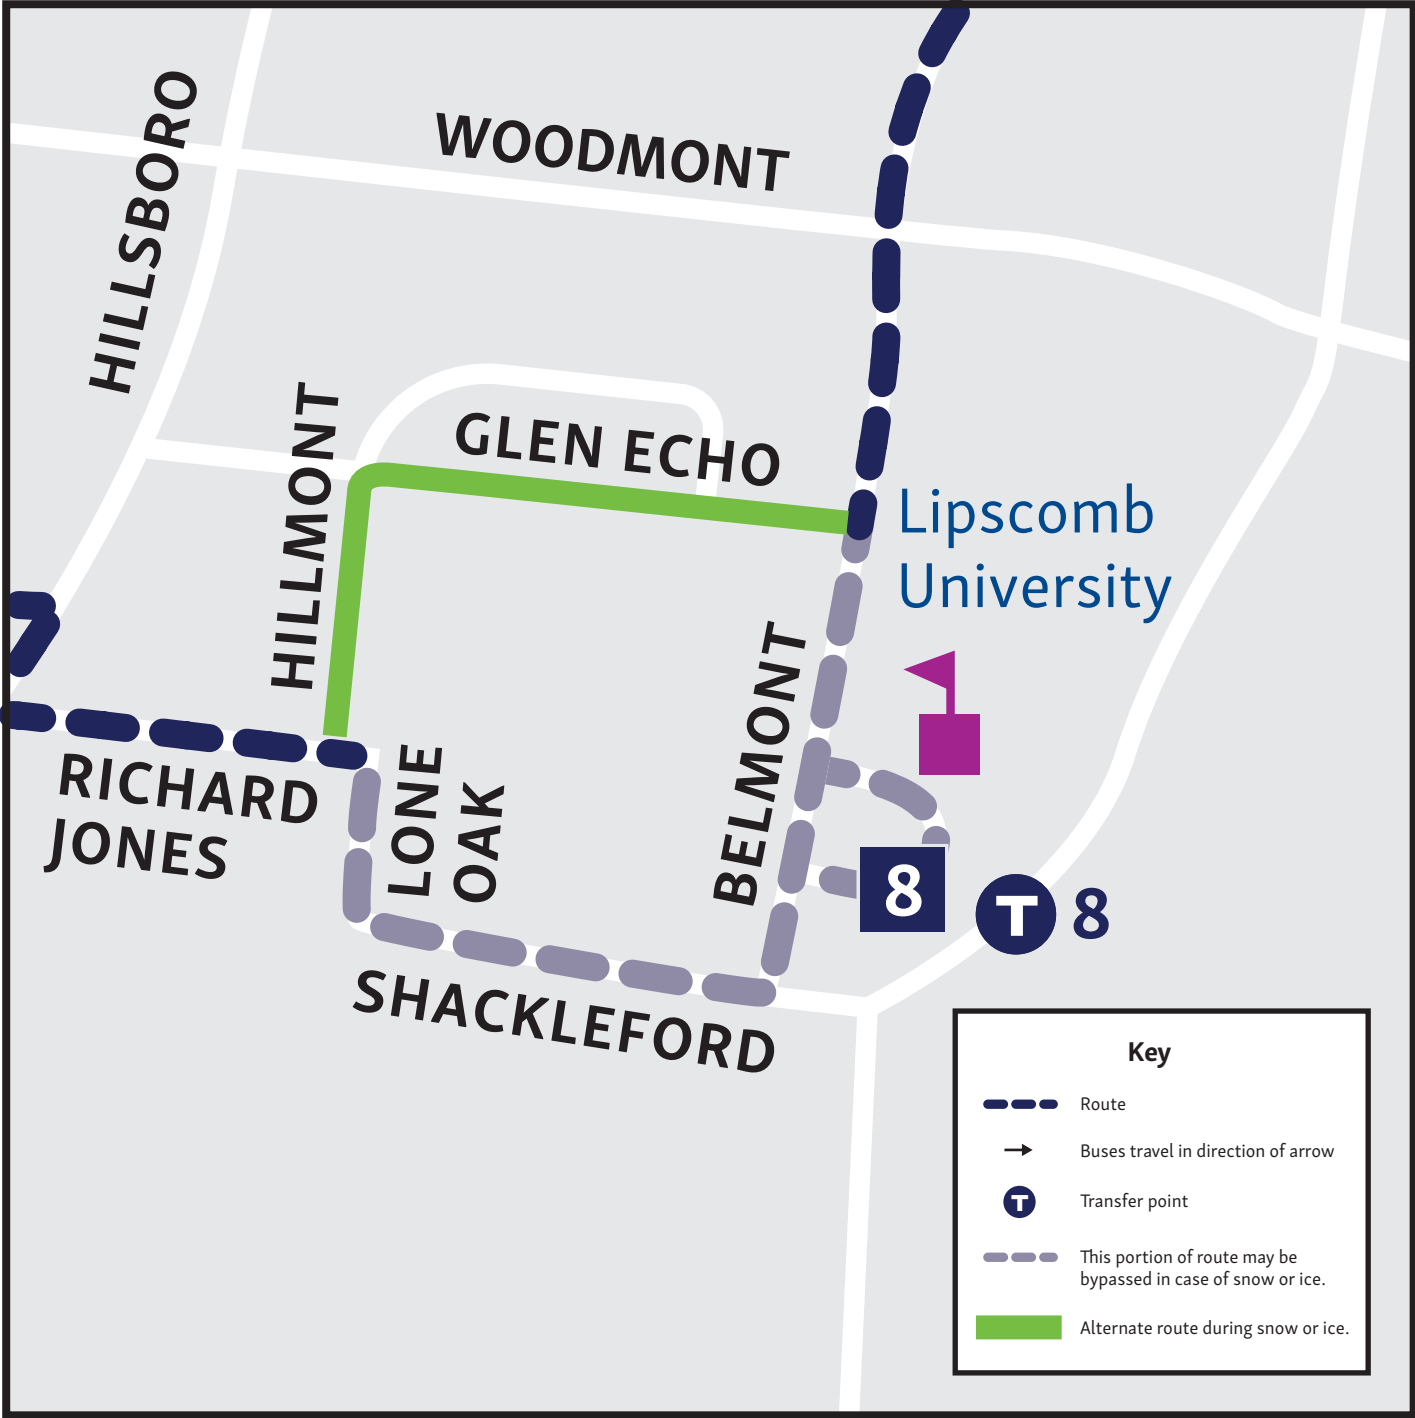 HILLSBORO
WOODMONT
HILLMONT
GLEN ECHO
Lipscomb
University
RICHARD
JONES
LONE
OAK
BELMONT
8
T
8
SHACKLEFORD
Key
Route
Buses travel in direction of arrow
T
Transfer point
This portion of route may be
bypassed in case of snow or ice.
Alternate route during snow or ice.